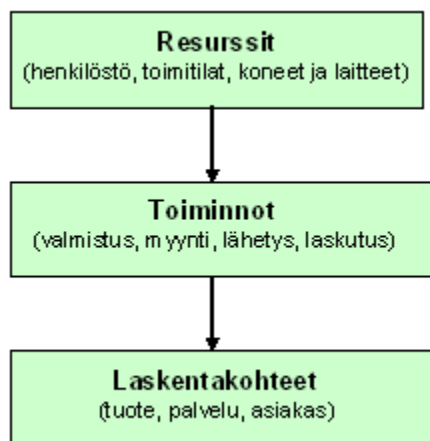 Resurssit
(henkilöstö, toimitilat, koneet ja laitteet)
Toiminnot
(valmistus, myynti, lähetys, laskutus)
Laskentakohteet
(tuote, palvelu, asiakas)